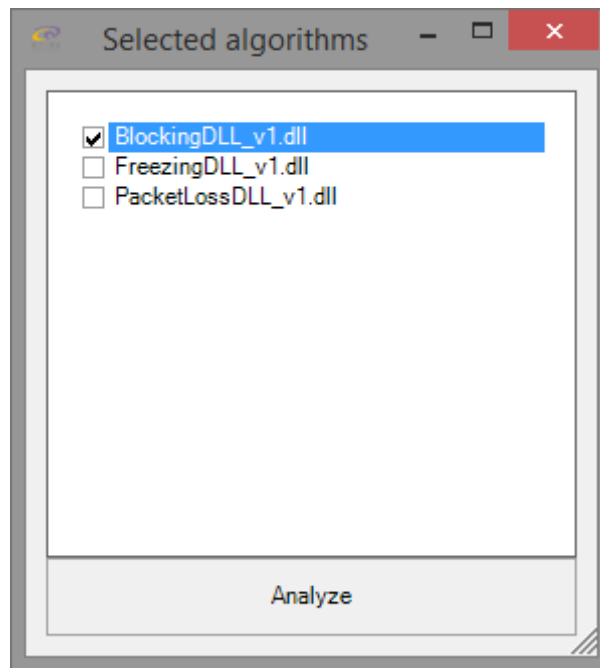 Selected algorithms
BlockingDLL_v1.dll
FreezingDLL_v1.dll
PacketLossDLL_v1.dll
Analyze